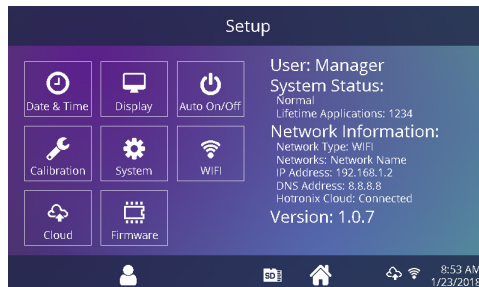 Setup
Date & Time
Display
Auto On/Off
Calibration
System
WIFI
Cloud
Firmware
User: Manager
System Status:
Normal
Lifetime Applications: 1234
Network Information:
Network Type: WIFI
Networks: Network Name
IP Address: 192.168.1.2
DNS Address: 8.8.8.8
Hotronix Cloud: Connected
Version: 1.0.7
SD
8:53 AM
1/23/2018